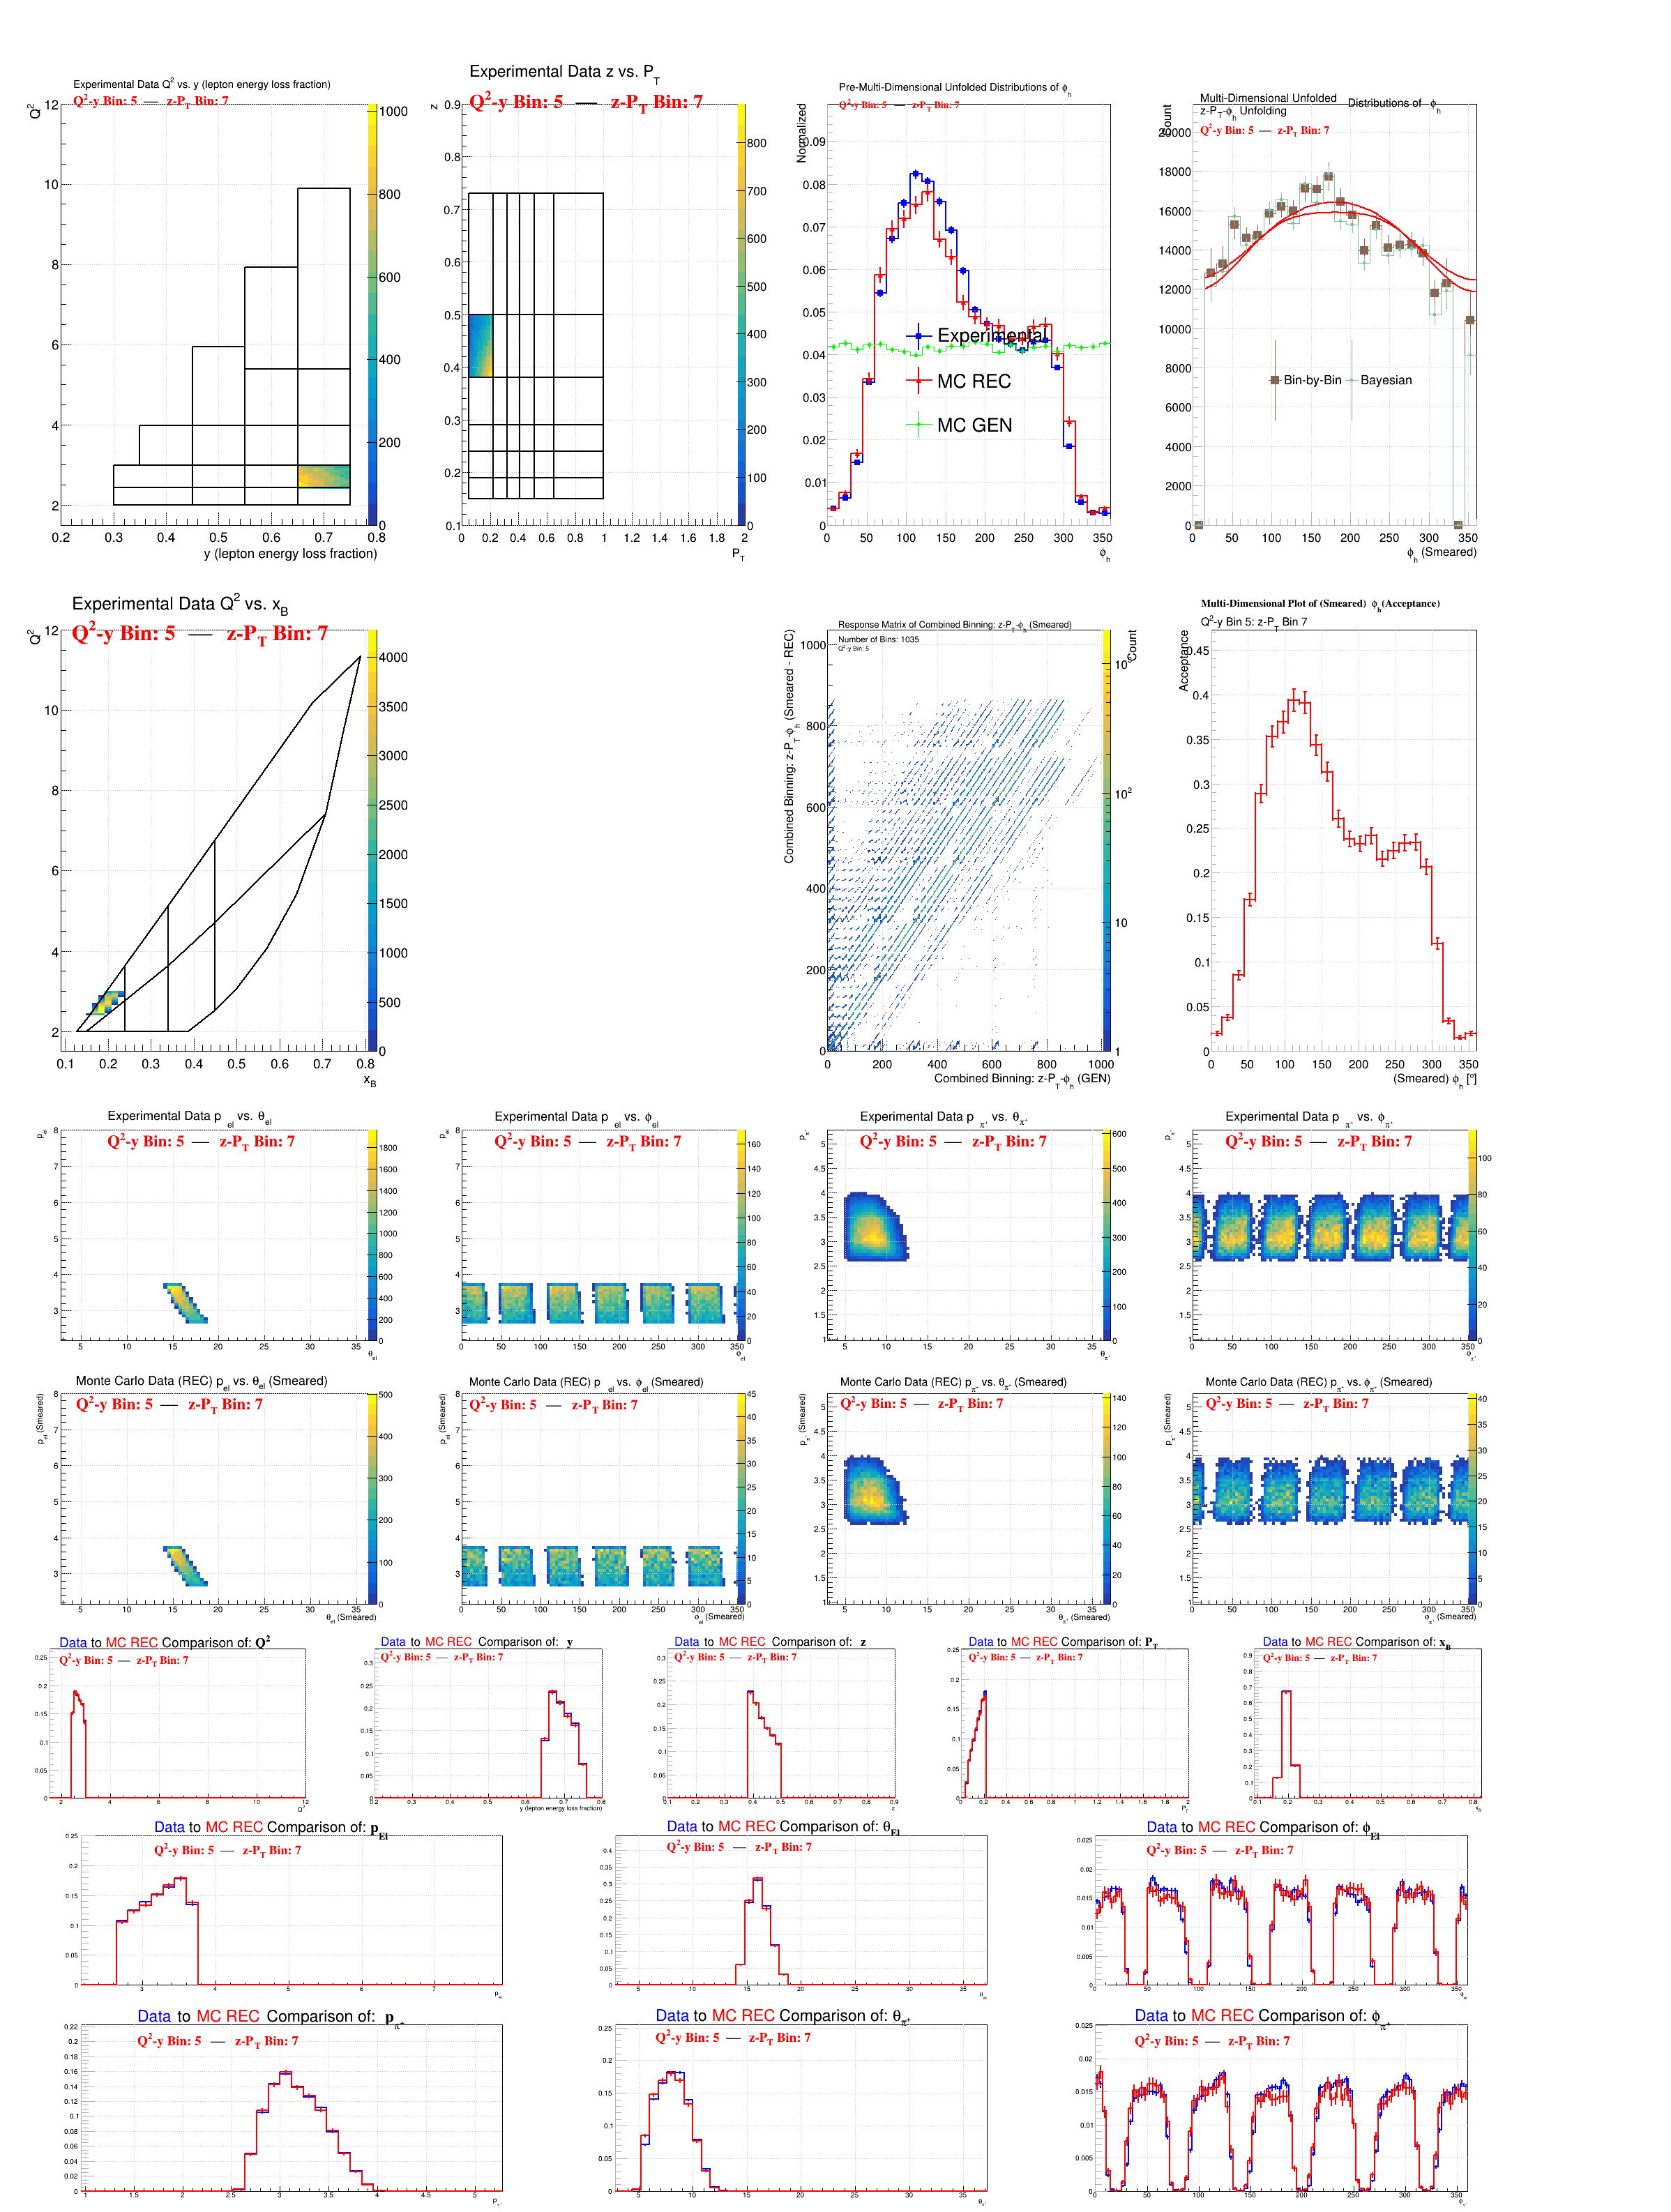 Experimental Data Q² vs. y (lepton energy loss fraction)
Q²-y Bin: 5 — z-P_T Bin: 7
Q²
y (lepton energy loss fraction)
Experimental Data z vs. P_T
Q²-y Bin: 5 — z-P_T Bin: 7
z
P_T
Pre-Multi-Dimensional Unfolded Distributions of ϕ_h
Q²-y Bin: 5 — z-P_T Bin: 7
Normalized
Experimental
MC REC
MC GEN
ϕ_h
Multi-Dimensional Unfolded Distributions of ϕ_h
z-P_T-ϕ_h Unfolding
Q²-y Bin: 5 — z-P_T Bin: 7
Count
Bin-by-Bin
Bayesian
ϕ_h (Smeared)
Experimental Data Q² vs. x_B
Q²-y Bin: 5 — z-P_T Bin: 7
Q²
x_B
Response Matrix of Combined Binning: z-P_T-ϕ_h (Smeared)
Number of Bins: 1035
Q²-y Bin: 5
Combined Binning: z-P_T-ϕ_h (Smeared - REC)
Count
Combined Binning: z-P_T-ϕ_h (GEN)
Multi-Dimensional Plot of (Smeared) ϕ_h (Acceptance)
Q²-y Bin 5: z-P_T Bin 7
Acceptance
(Smeared) ϕ_h [°]
Experimental Data p_el vs. θ_el
Q²-y Bin: 5 — z-P_T Bin: 7
p_el
θ_el
Experimental Data p_el vs. ϕ_el
Q²-y Bin: 5 — z-P_T Bin: 7
p_el
ϕ_el
Experimental Data p_π⁺ vs. θ_π⁺
Q²-y Bin: 5 — z-P_T Bin: 7
p_π⁺
θ_π⁺
Experimental Data p_π⁺ vs. ϕ_π⁺
Q²-y Bin: 5 — z-P_T Bin: 7
p_π⁺
ϕ_π⁺
Monte Carlo Data (REC) p_el vs. θ_el (Smeared)
Q²-y Bin: 5 — z-P_T Bin: 7
p_el (Smeared)
θ_el (Smeared)
Monte Carlo Data (REC) p_el vs. ϕ_el (Smeared)
Q²-y Bin: 5 — z-P_T Bin: 7
p_el (Smeared)
ϕ_el (Smeared)
Monte Carlo Data (REC) p_π⁺ vs. θ_π⁺ (Smeared)
Q²-y Bin: 5 — z-P_T Bin: 7
p_π⁺ (Smeared)
θ_π⁺ (Smeared)
Monte Carlo Data (REC) p_π⁺ vs. ϕ_π⁺ (Smeared)
Q²-y Bin: 5 — z-P_T Bin: 7
p_π⁺ (Smeared)
ϕ_π⁺ (Smeared)
Data to MC REC Comparison of: Q²
Q²-y Bin: 5 — z-P_T Bin: 7
Q²
Data to MC REC Comparison of: y
Q²-y Bin: 5 — z-P_T Bin: 7
y (lepton energy loss fraction)
Data to MC REC Comparison of: z
Q²-y Bin: 5 — z-P_T Bin: 7
z
Data to MC REC Comparison of: P_T
Q²-y Bin: 5 — z-P_T Bin: 7
P_T
Data to MC REC Comparison of: x_B
Q²-y Bin: 5 — z-P_T Bin: 7
x_B
Data to MC REC Comparison of: p_El
Q²-y Bin: 5 — z-P_T Bin: 7
p_el
Data to MC REC Comparison of: θ_El
Q²-y Bin: 5 — z-P_T Bin: 7
θ_el
Data to MC REC Comparison of: ϕ_El
Q²-y Bin: 5 — z-P_T Bin: 7
ϕ_el
Data to MC REC Comparison of: p_π⁺
Q²-y Bin: 5 — z-P_T Bin: 7
Data to MC REC Comparison of: θ_π⁺
Q²-y Bin: 5 — z-P_T Bin: 7
Data to MC REC Comparison of: ϕ_π⁺
Q²-y Bin: 5 — z-P_T Bin: 7